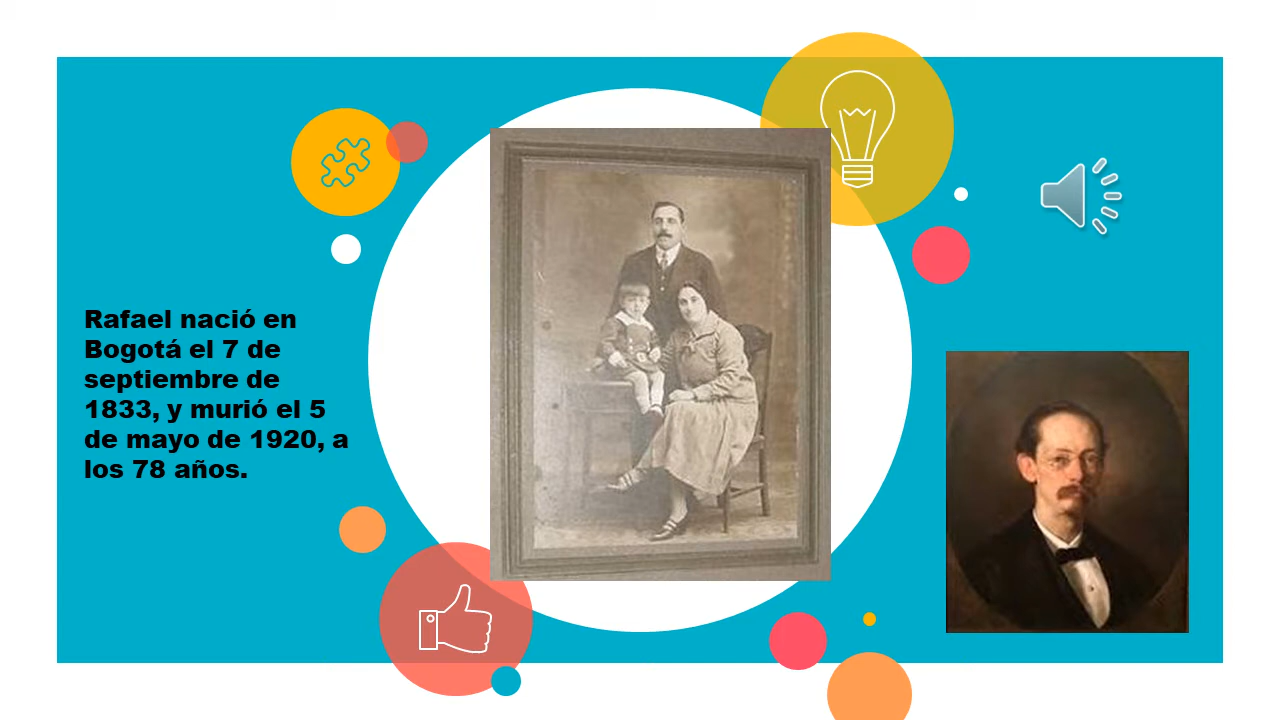 Rafael nació en
Bogotá el 7 de
septiembre de
1833, y murió el 5
de mayo de 1920, a
los 78 años.